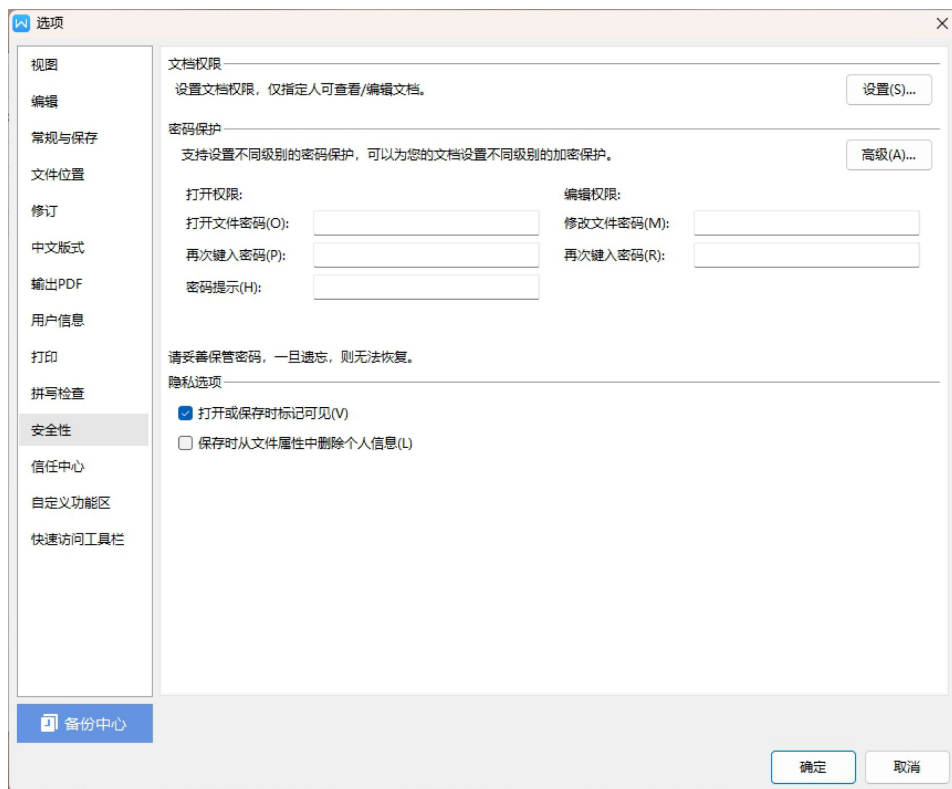 选项
视图
编辑
常规与保存
文件位置
修订
中文版式
输出PDF
用户信息
打印
拼写检查
安全性
信任中心
自定义功能区
快速访问工具栏
备份中心
文档权限
设置文档权限，仅指定人可查看/编辑文档。
设置(S)...
密码保护
支持设置不同级别的密码保护，可以为您的文档设置不同级别的加密保护。
高级(A)...
打开权限:
编辑权限:
打开文件密码(O):
修改文件密码(M):
再次键入密码(P):
再次键入密码(R):
密码提示(H):
请妥善保管密码，一旦遗忘，则无法恢复。
隐私选项
打开或保存时标记可见(V)
保存时从文件属性中删除个人信息(L)
确定
取消